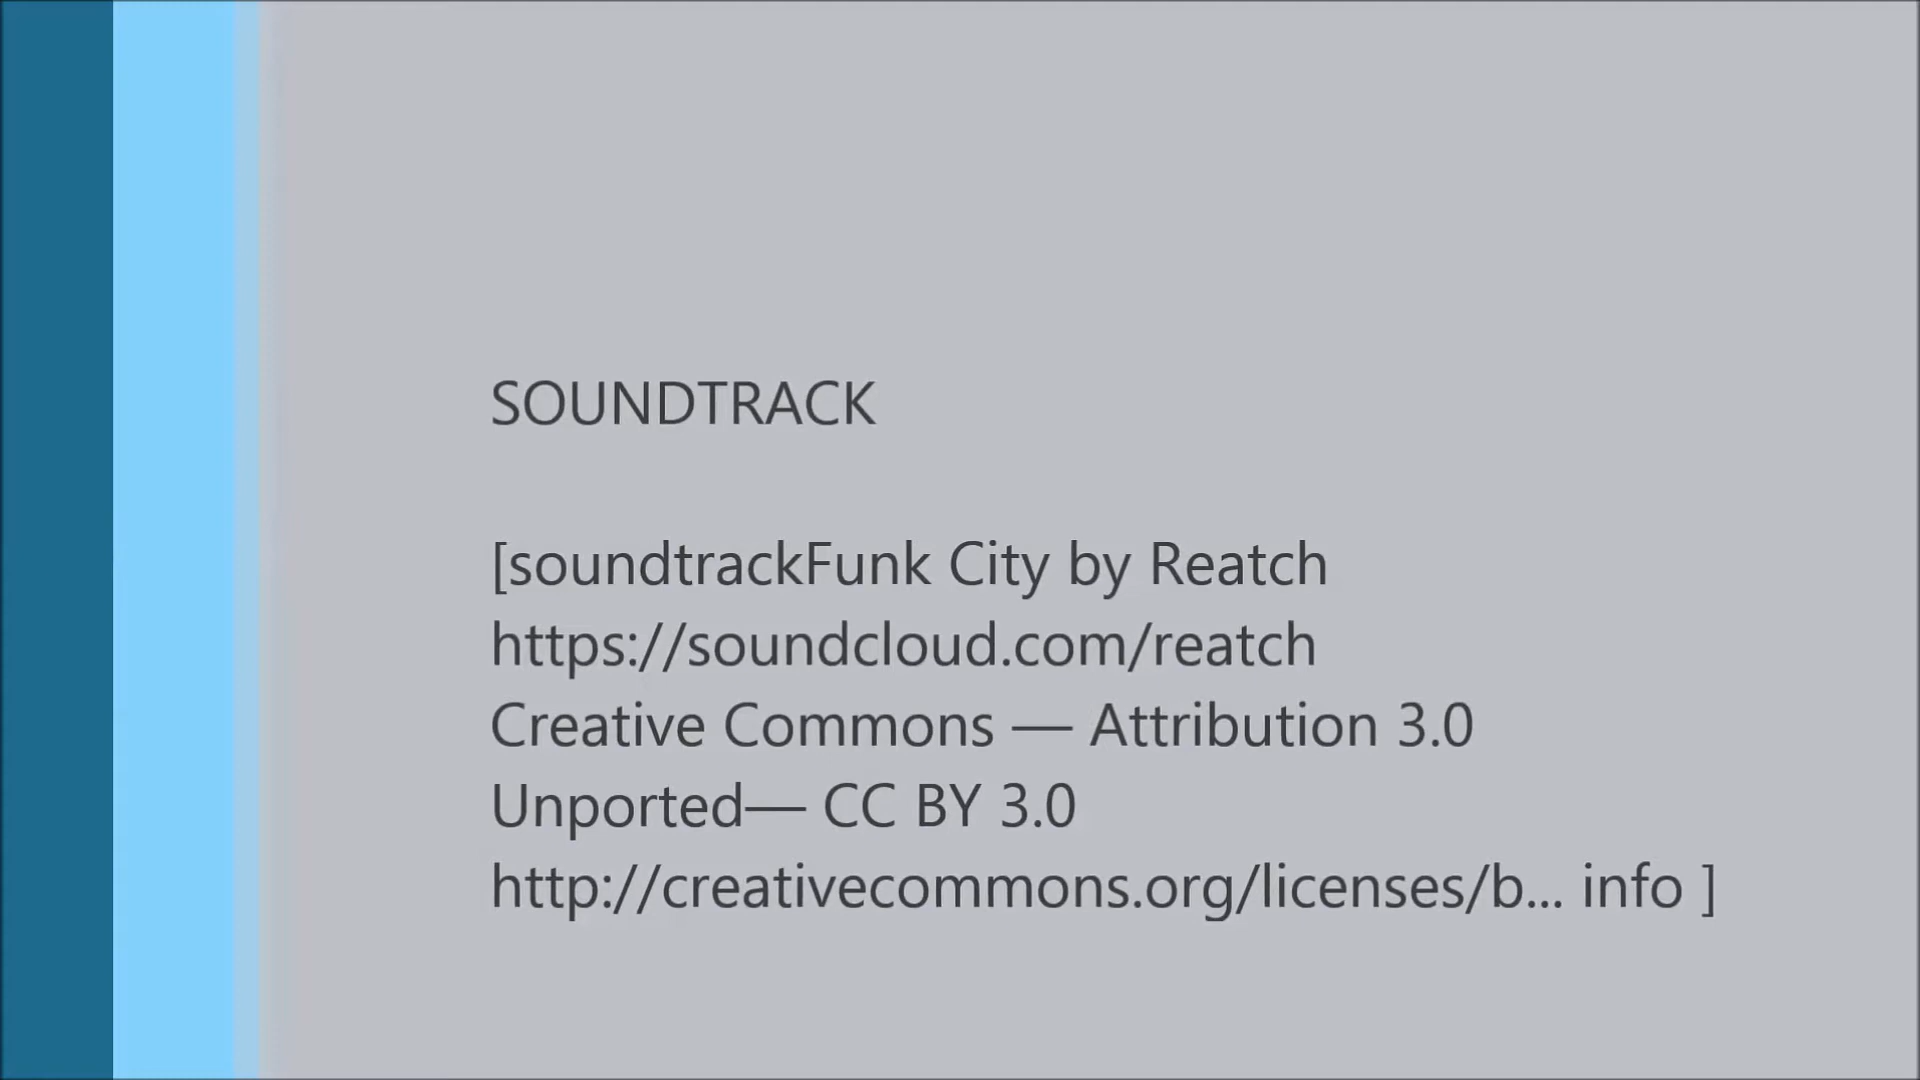 SOUNDTRACK
[soundtrackFunk City by Reatch
https://soundcloud.com/reatch
Creative Commons — Attribution 3.0
Unported— CC BY 3.0
http://creativecommons.org/licenses/b... info ]